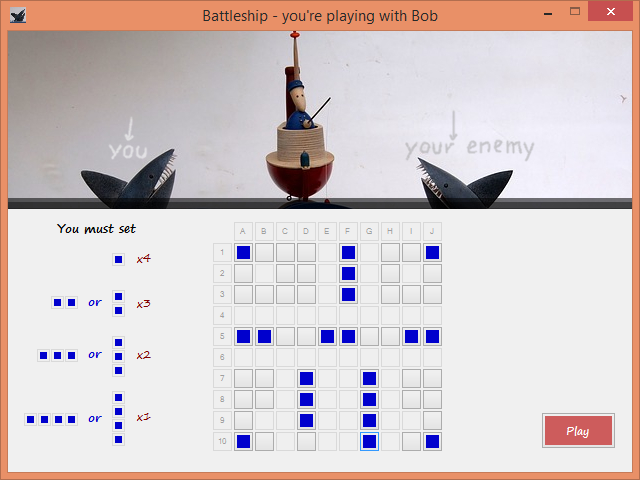 Battleship - you're playing with Bob
you
your enemy
You must set
x4
or x3
or x2
or x1
A B C D E F G H I J
1
2
3
4
5
6
7
8
9
10
Play